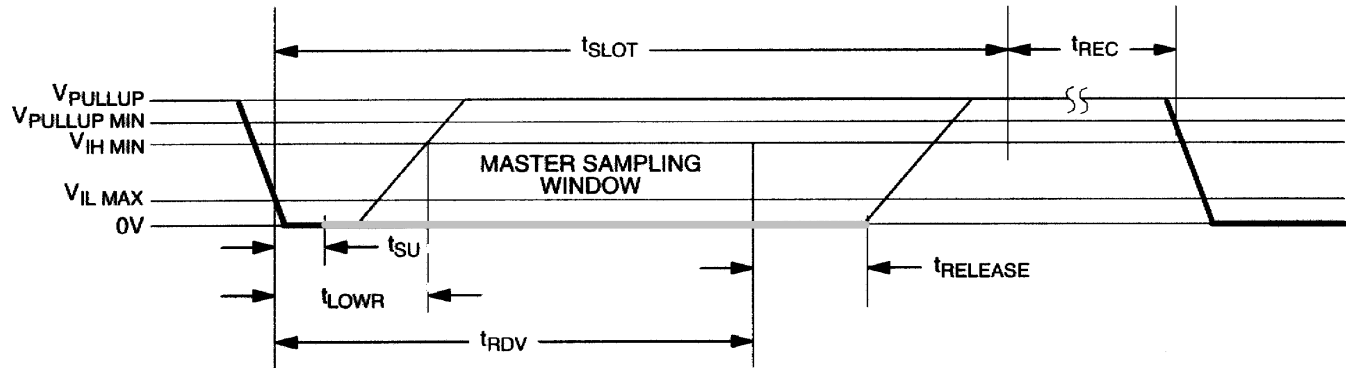 tSLOT
tREC
VPULLUP
VPULLUP MIN
VIH MIN
MASTER SAMPLING
WINDOW
VIL MAX
0V
tSU
tRELEASE
tLOWR
tRDV